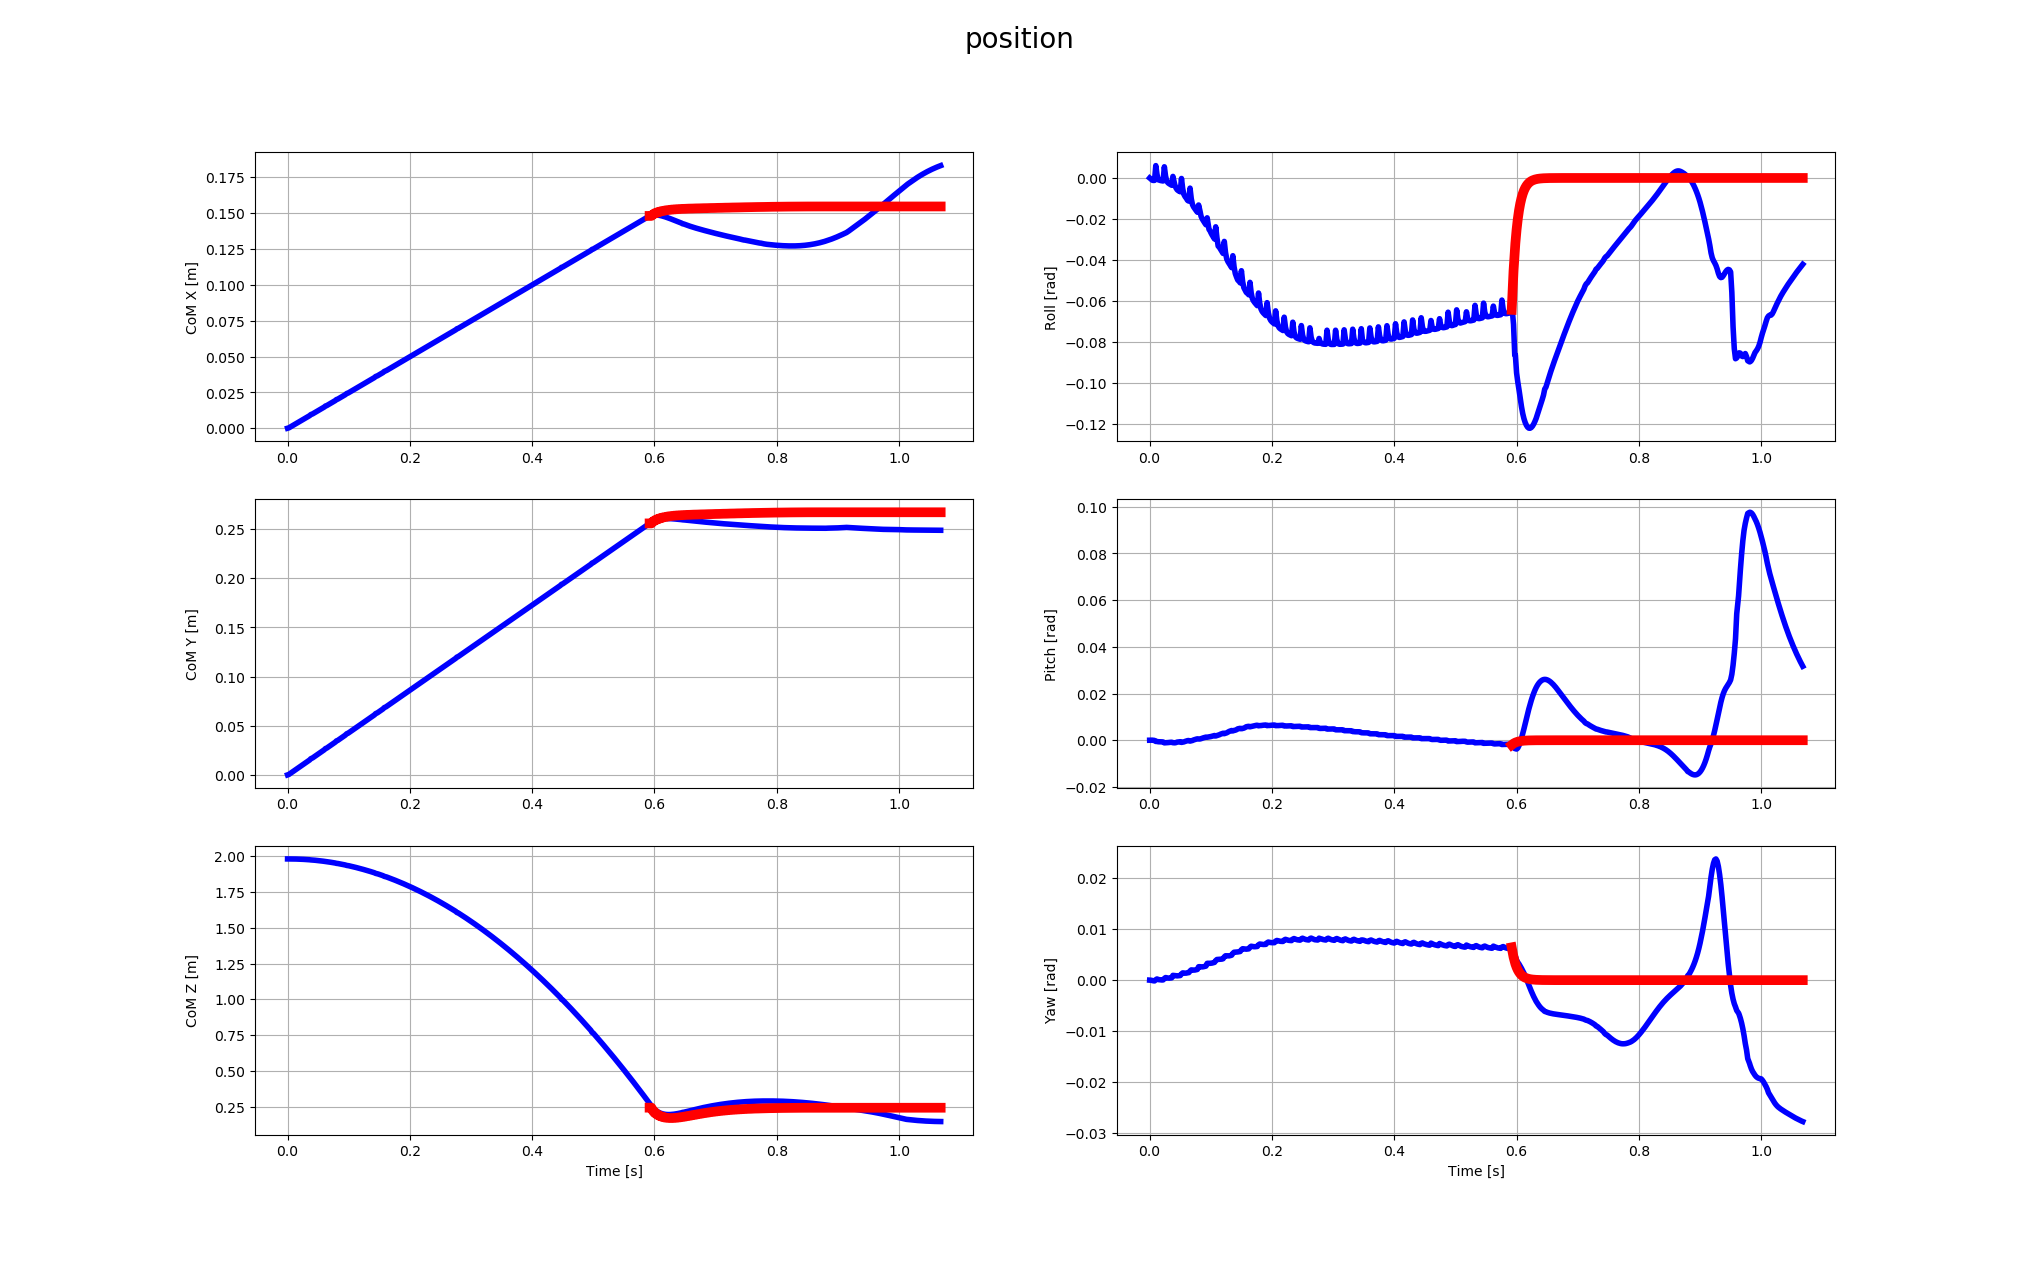 position
CoM X [m]
0.175
0.150
0.125
0.100
0.075
0.050
0.025
0.000
0.0 0.2 0.4 0.6 0.8 1.0
Roll [rad]
0.00
−0.02
−0.04
−0.06
−0.08
−0.10
−0.12
0.0 0.2 0.4 0.6 0.8 1.0
CoM Y [m]
0.25
0.20
0.15
0.10
0.05
0.00
0.0 0.2 0.4 0.6 0.8 1.0
Pitch [rad]
0.10
0.08
0.06
0.04
0.02
0.00
−0.02
0.0 0.2 0.4 0.6 0.8 1.0
CoM Z [m]
2.00
1.75
1.50
1.25
1.00
0.75
0.50
0.25
0.0 0.2 0.4 0.6 0.8 1.0
Time [s]
Yaw [rad]
0.02
0.01
0.00
−0.01
−0.02
−0.03
0.0 0.2 0.4 0.6 0.8 1.0
Time [s]